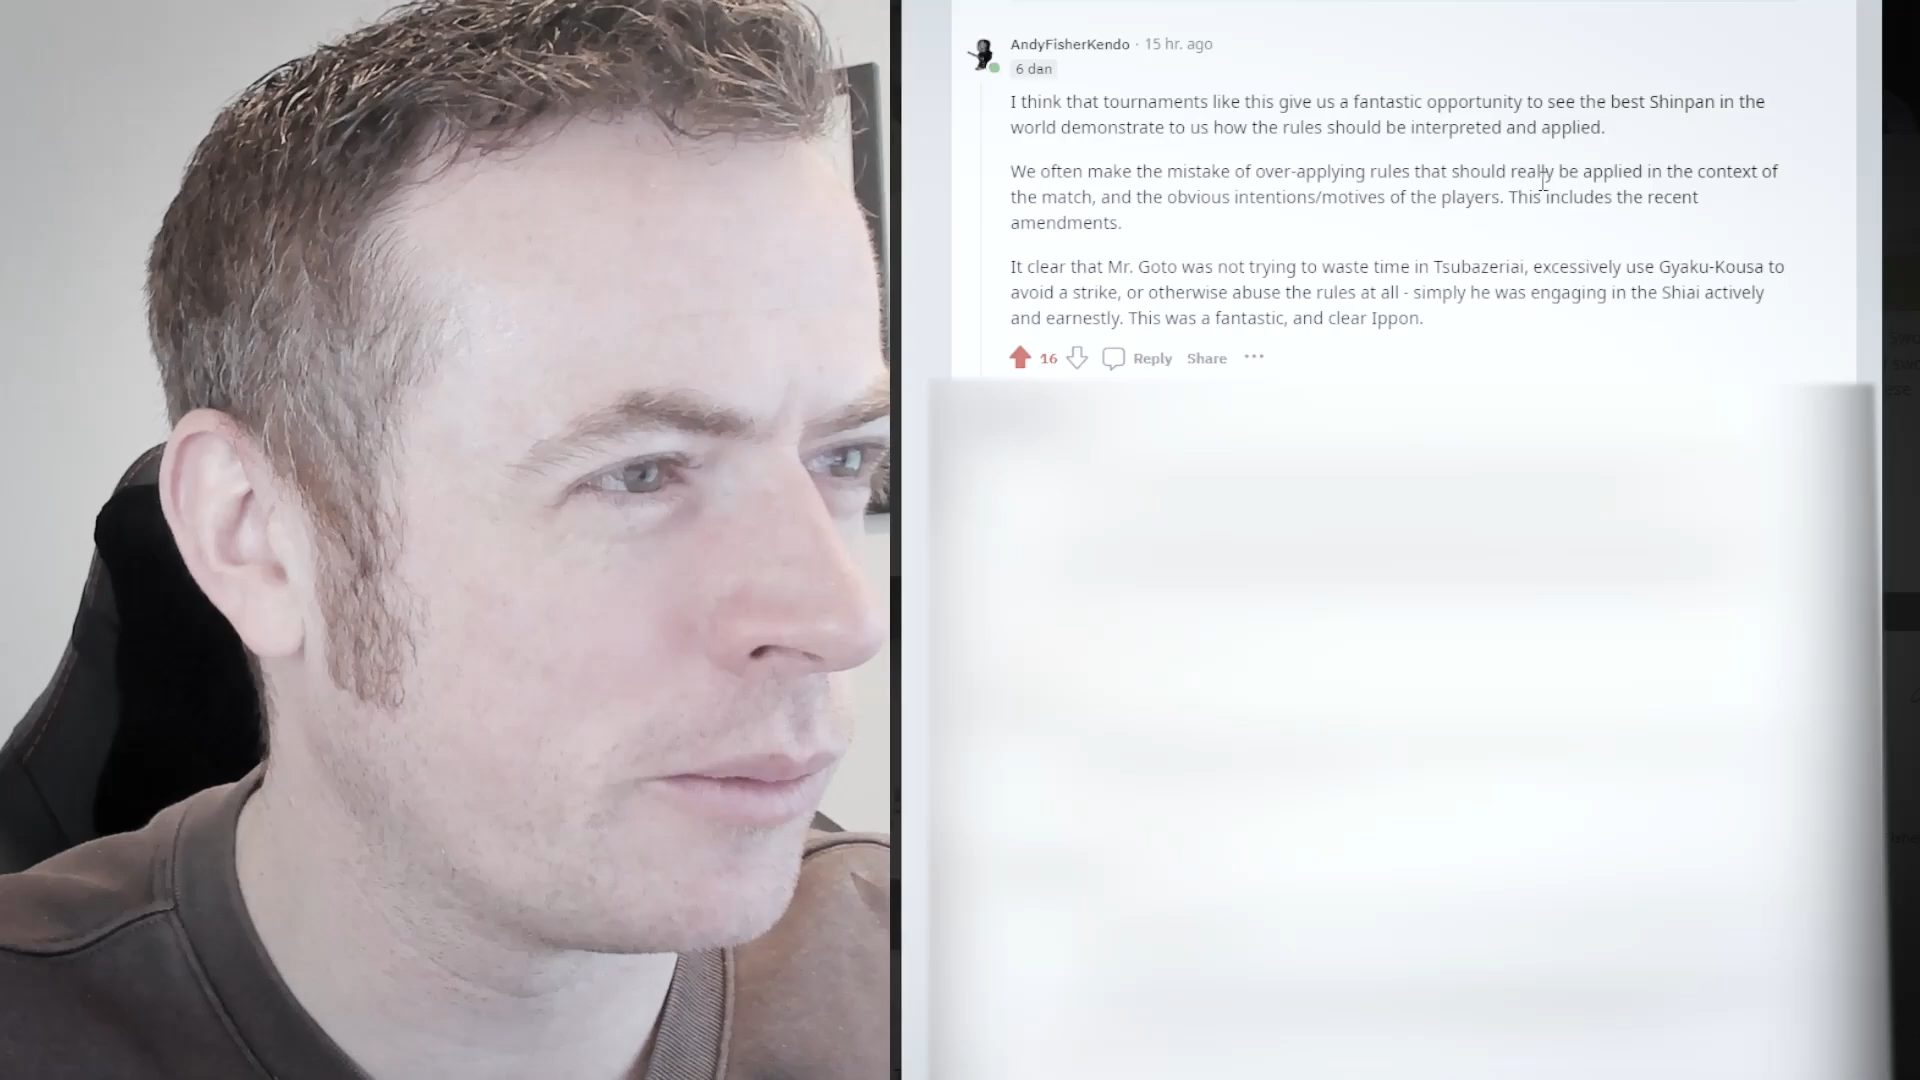 AndyFisherKendo · 15 hr. ago
6 dan
I think that tournaments like this give us a fantastic opportunity to see the best Shinpan in the
world demonstrate to us how the rules should be interpreted and applied.
We often make the mistake of over-applying rules that should really be applied in the context of
the match, and the obvious intentions/motives of the players. This includes the recent
amendments.
It clear that Mr. Goto was not trying to waste time in Tsubazeriai, excessively use Gyaku-Kousa to
avoid a strike, or otherwise abuse the rules at all - simply he was engaging in the Shiai actively
and earnestly. This was a fantastic, and clear Ippon.
16 Reply Share ···